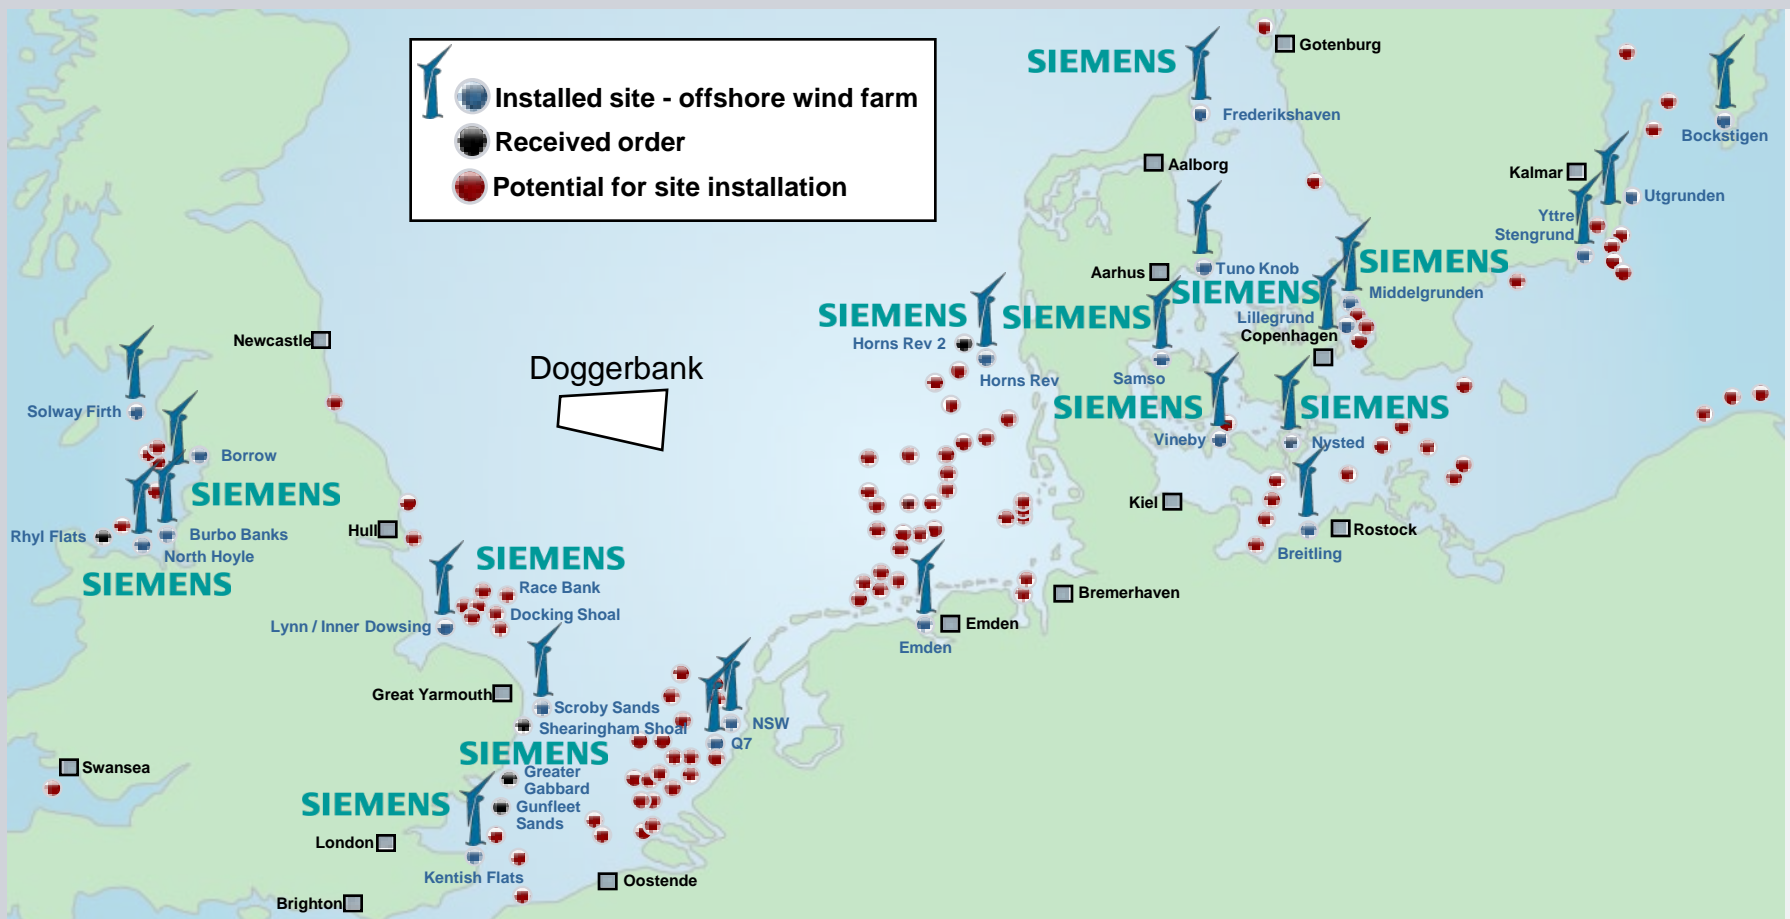 SIEMENS
Gotenburg
Installed site - offshore wind farm
Received order
Potential for site installation
Frederikshaven
Bockstigen
Aalborg
Kalmar
Utgrunden
Yttre
Stengrund
Aarhus
Tuno Knob
SIEMENS
SIEMENS
Middelgrunden
SIEMENS
SIEMENS
Lillegrund
Copenhagen
Horns Rev 2
Horns Rev
Samso
Newcastle
Doggerbank
Solway Firth
SIEMENS
SIEMENS
Vineby
Nysted
Borrow
SIEMENS
Kiel
Rostock
Breitling
Hull
Rhyl Flats
Burbo Banks
North Hoyle
SIEMENS
SIEMENS
Race Bank
Docking Shoal
Lynn / Inner Dowsing
Bremerhaven
Emden
Emden
Great Yarmouth
Scroby Sands
Shearingham Shoal
NSW
Q7
SIEMENS
Swansea
Greater
Gabbard
Gunfleet
Sands
SIEMENS
London
Kentish Flats
Oostende
Brighton